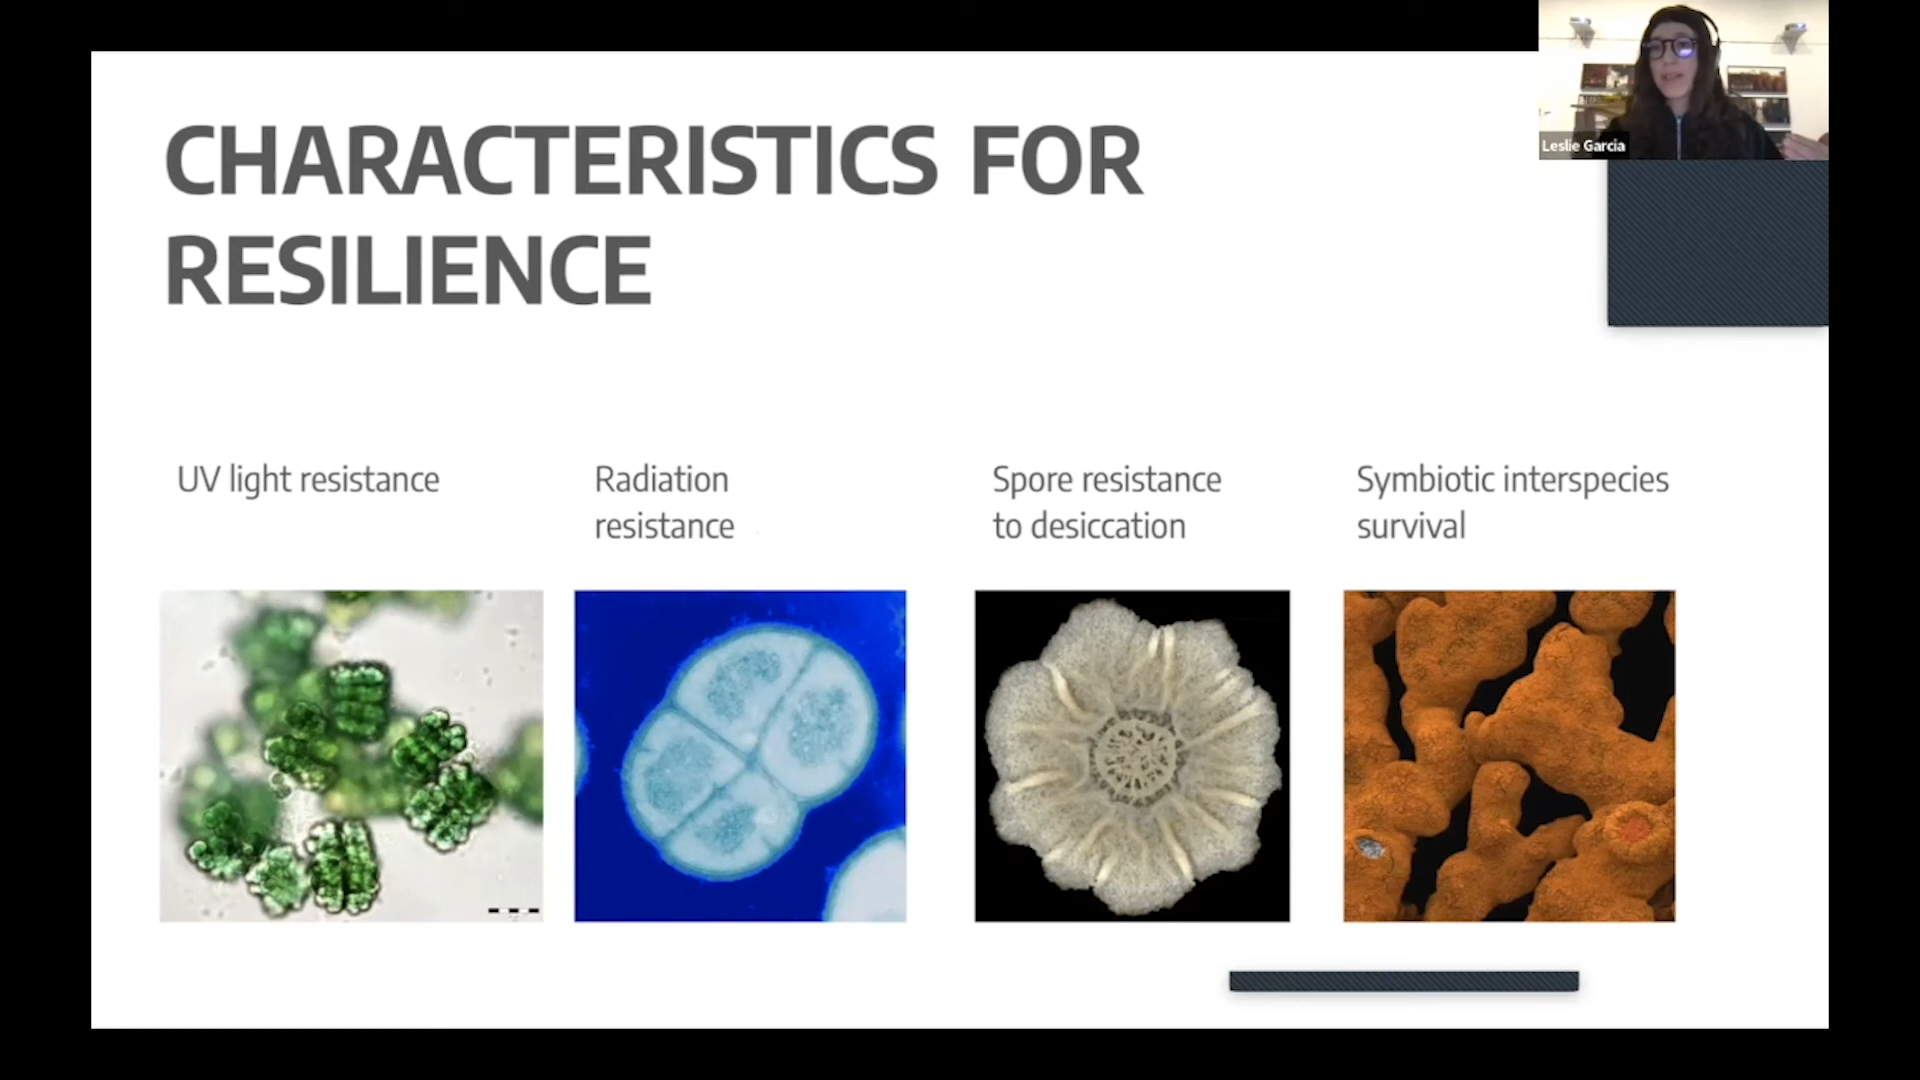 CHARACTERISTICS FOR
RESILIENCE
Leslie Garcia
UV light resistance
Radiation
resistance
Spore resistance
to desiccation
Symbiotic interspecies
survival